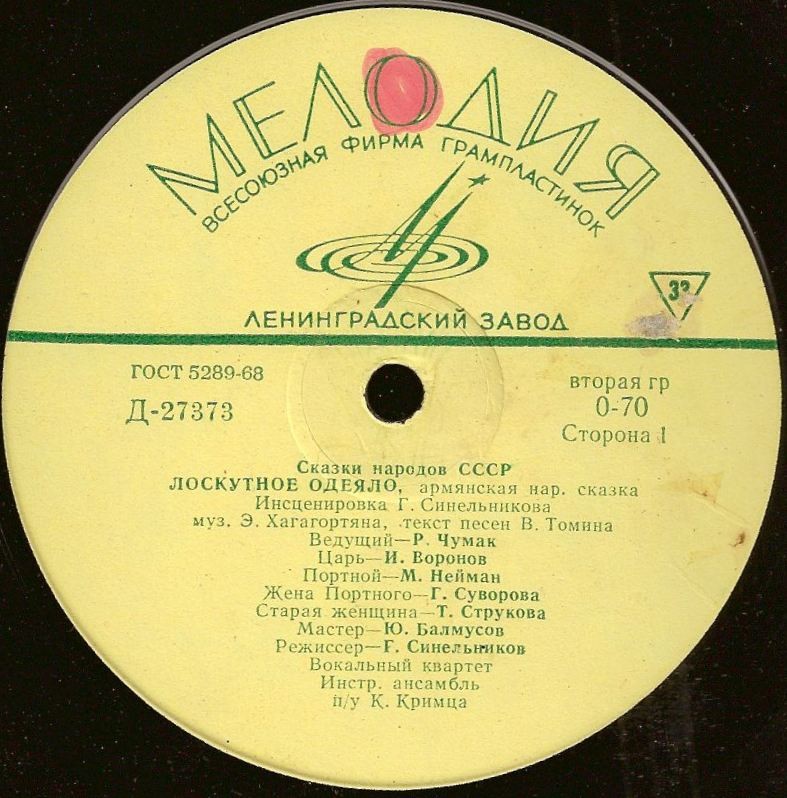 МЕЛОДИЯ
ВСЕСОЮЗНАЯ ФИРМА ГРАМПЛАСТИНОК
33
ЛЕНИНГРАДСКИЙ ЗАВОД
ГОСТ 5289-68
Д-27373
вторая гр
0-70
Сторона 1
Сказки народов СССР
ЛОСКУТНОЕ ОДЕЯЛО, армянская нар. сказка
Инсценировка Г. Синельникова
муз. Э. Хагагортяна, текст песен В. Томина
Ведущий—Р. Чумак
Царь—И. Воронов
Портной—М. Нейман
Жена Портного—Г. Суворова
Старая женщина—Т. Струкова
Мастер—Ю. Балмусов
Режиссер—Г. Синельников
Вокальный квартет
Инстр. ансамбль
п/у К. Кримца